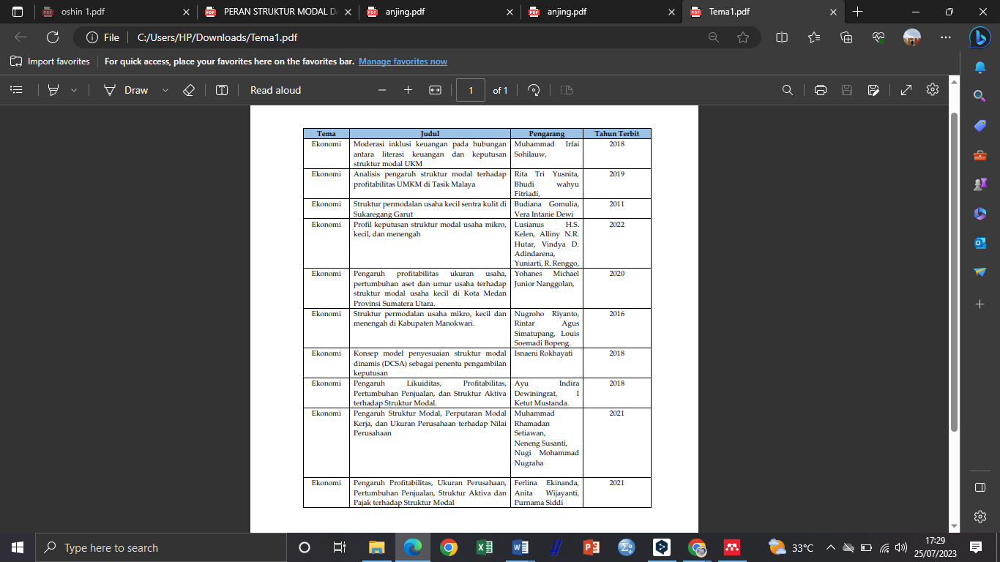 oshin 1.pdf
PERAN STRUKTUR MODAL DA
anjing.pdf
anjing.pdf
Tema1.pdf
File
C:/Users/HP/Downloads/Tema1.pdf
Import favorites
For quick access, place your favorites here on the favorites bar. Manage favorites now
Draw
Read aloud
1
of 1
Tema Judul Pengarang Tahun Terbit
Ekonomi
Moderasi inklusi keuangan pada hubungan
antara literasi keuangan dan keputusan
struktur modal UKM
Muhammad Irfai
Sohilauw,
2018
Ekonomi
Analisis pengaruh struktur modal terhadap
profitabilitas UMKM di Tasik Malaya
Rita Tri Yusnita,
Bhudi wahyu
Fitriadi,
2019
Ekonomi
Struktur permodalan usaha kecil sentra kulit di
Sukaregang Garut
Budiana Gomulia,
Vera Intanie Dewi
2011
Ekonomi
Profil keputusan struktur modal usaha mikro,
kecil, dan menengah
Lusianus H.S.
Kelen, Alliny N.R.
Hutar, Vindya D.
Adindarena,
Yuniarti, R. Renggo,
2022
Ekonomi
Pengaruh profitabilitas ukuran usaha,
pertumbuhan aset dan umur usaha terhadap
struktur modal usaha kecil di Kota Medan
Provinsi Sumatera Utara.
Yohanes Michael
Junior Nanggolan,
2020
Ekonomi
Struktur permodalan usaha mikro, kecil dan
menengah di Kabupaten Manokwari.
Nugroho Riyanto,
Rintar Agus
Simatupang, Louis
Soemadi Bopeng.
2016
Ekonomi
Konsep model penyesuaian struktur modal
dinamis (DCSA) sebagai penentu pengambilan
keputusan
Isnaeni Rokhayati
2018
Ekonomi
Pengaruh Likuiditas, Profitabilitas,
Pertumbuhan Penjualan, dan Struktur Aktiva
terhadap Struktur Modal.
Ayu Indira
Dewiningrat, I
Ketut Mustanda.
2018
Ekonomi
Pengaruh Struktur Modal, Perputaran Modal
Kerja, dan Ukuran Perusahaan terhadap Nilai
Perusahaan
Muhammad
Rhamadan
Setiawan,
Neneng Susanti,
Nugi Mohammad
Nugraha
2021
Ekonomi
Pengaruh Profitabilitas, Ukuran Perusahaan,
Pertumbuhan Penjualan, Struktur Aktiva dan
Pajak terhadap Struktur Modal
Ferlina Ekinanda,
Anita Wijayanti,
Purnama Siddi
2021
Type here to search
33°C
17:29
25/07/2023